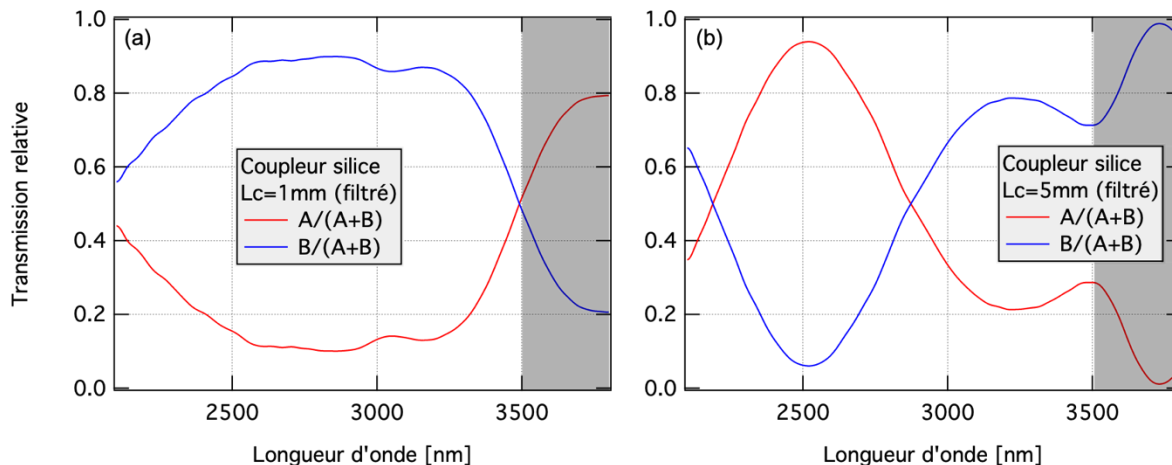 Transmission relative
1.0
0.8
0.6
0.4
0.2
0.0
(a)
Coupleur silice
Lc=1mm (filtré)
A/(A+B)
B/(A+B)
2500
3000
3500
Longueur d'onde [nm]
1.0
0.8
0.6
0.4
0.2
0.0
(b)
Coupleur silice
Lc=5mm (filtré)
A/(A+B)
B/(A+B)
2500
3000
3500
Longueur d'onde [nm]